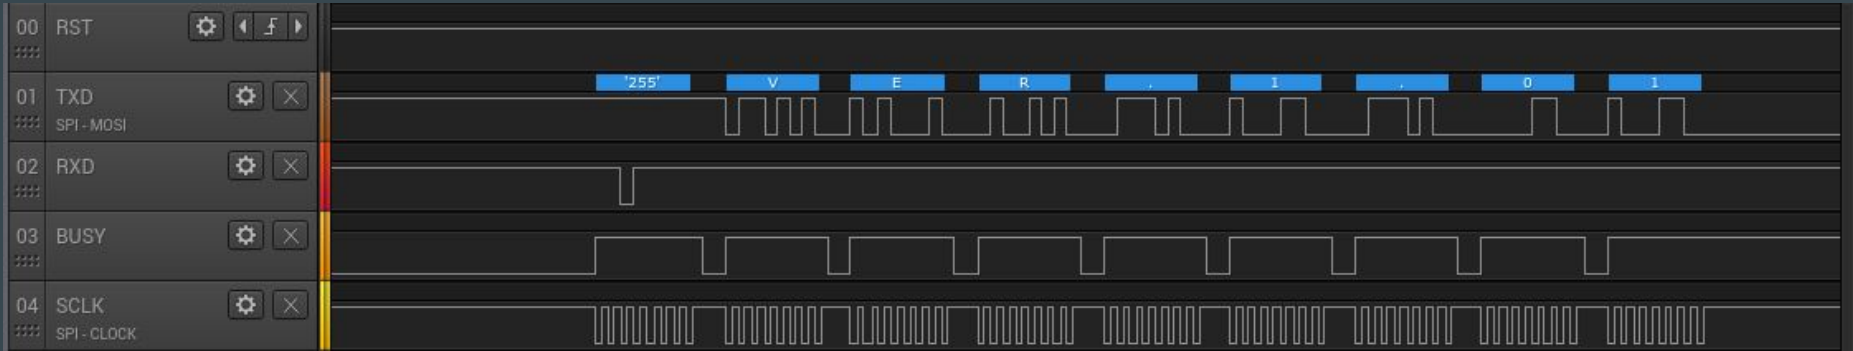 00 RST
01 TXD
SPI - MOSI
'255' V E R . 1 . 0 1
02 RXD
03 BUSY
04 SCLK
SPI - CLOCK